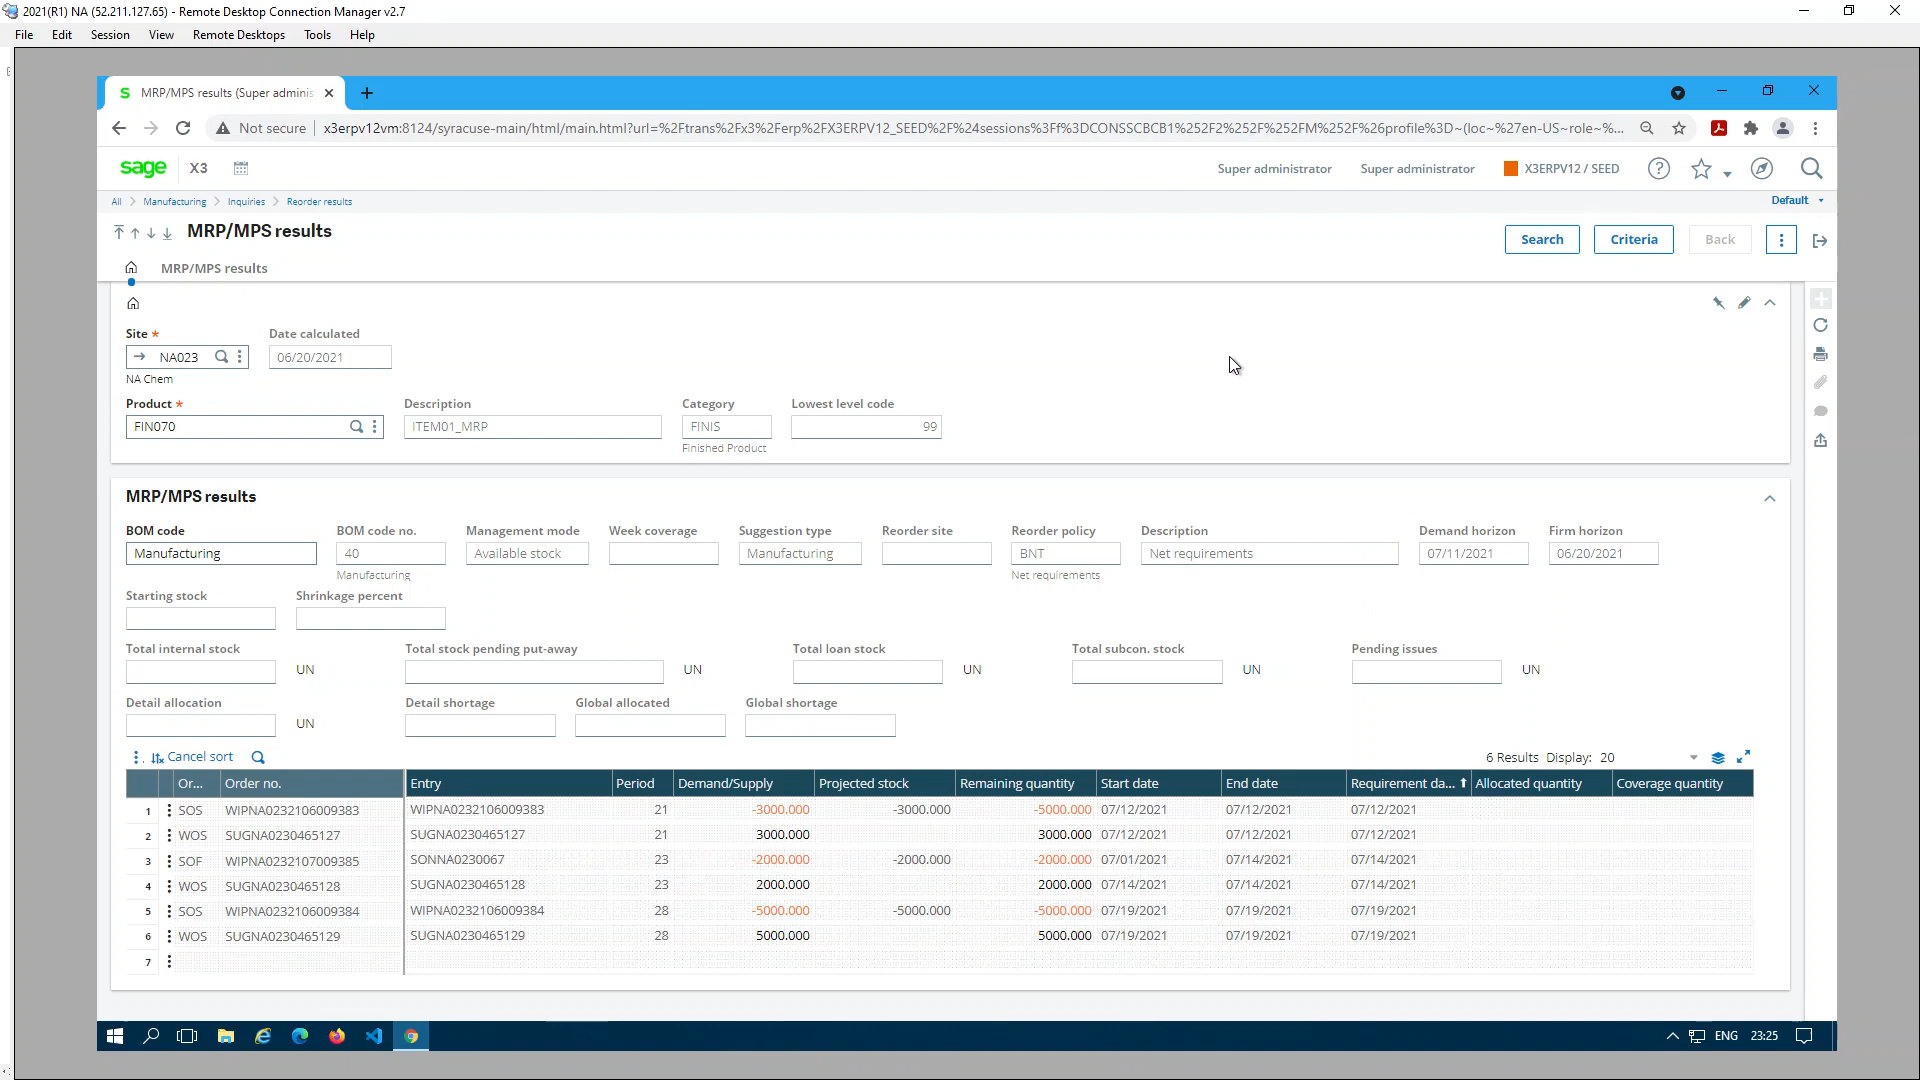 2021(R1) NA (52.211.127.65) - Remote Desktop Connection Manager v2.7
File Edit Session View Remote Desktops Tools Help
S MRP/MPS results (Super adminis
Not secure x3erpv12vm:8124/syracuse-main/html/main.html?url=%2Ftrans%2Fx3%2Ferp%2FX3ERPV12_SEED%2F%24sessions%3Ff%3DCONSSCBCB1%252F2%252F%252FM%252F%26profile%3D~(loc~%27en-US~role~%...
sage X3 Super administrator Super administrator X3ERPV12 / SEED
All Manufacturing Inquiries Reorder results Default
MRP/MPS results Search Criteria Back
MRP/MPS results
Site * Date calculated
NA023 06/20/2021
NA Chem
Product * Description Category Lowest level code
FIN070 ITEM01_MRP FINIS 99
Finished Product
MRP/MPS results
BOM code BOM code no. Management mode Week coverage Suggestion type Reorder site Reorder policy Description Demand horizon Firm horizon
Manufacturing 40 Available stock Manufacturing BNT Net requirements 07/11/2021 06/20/2021
Manufacturing Net requirements
Starting stock Shrinkage percent
Total internal stock Total stock pending put-away Total loan stock Total subcon. stock Pending issues
UN UN UN UN UN
Detail allocation Detail shortage Global allocated Global shortage
UN
Cancel sort 6 Results Display: 20
Or... Order no. Entry Period Demand/Supply Projected stock Remaining quantity Start date End date Requirement da... Allocated quantity Coverage quantity
1 SOS WIPNA0232106009383 WIPNA0232106009383 21 -3000.000 -3000.000 -5000.000 07/12/2021 07/12/2021 07/12/2021
2 WOS SUGNA0230465127 SUGNA0230465127 21 3000.000 3000.000 07/12/2021 07/12/2021 07/12/2021
3 SOF WIPNA0232107009385 SONNA0230067 23 -2000.000 -2000.000 -2000.000 07/01/2021 07/14/2021 07/14/2021
4 WOS SUGNA0230465128 SUGNA0230465128 23 2000.000 2000.000 07/14/2021 07/14/2021 07/14/2021
5 SOS WIPNA0232106009384 WIPNA0232106009384 28 -5000.000 -5000.000 -5000.000 07/19/2021 07/19/2021 07/19/2021
6 WOS SUGNA0230465129 SUGNA0230465129 28 5000.000 5000.000 07/19/2021 07/19/2021 07/19/2021
7
ENG 23:25